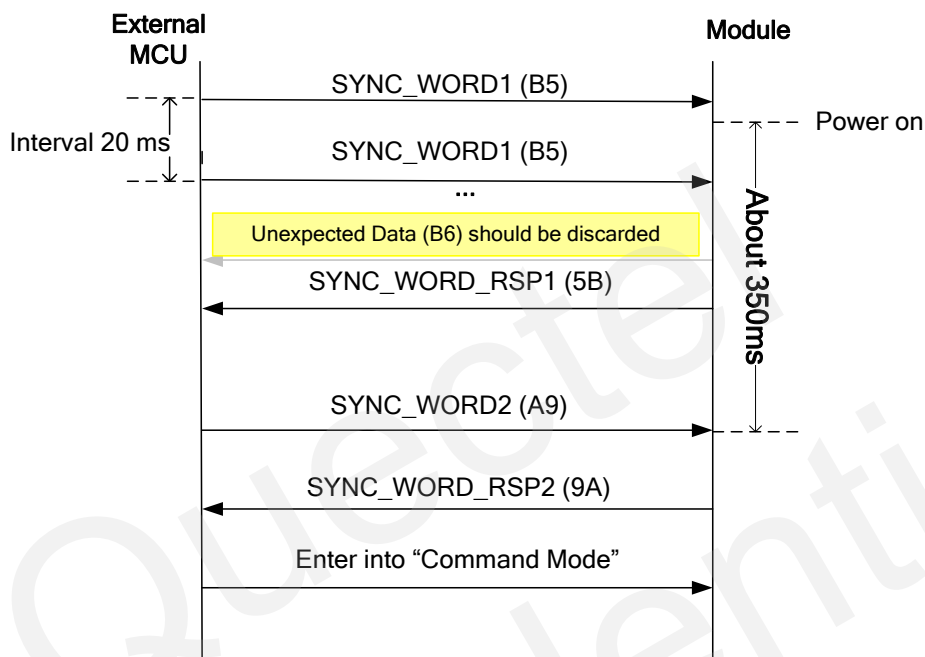 External
MCU
Module
SYNC_WORD1 (B5)
Power on
Interval 20 ms
SYNC_WORD1 (B5)
...
Unexpected Data (B6) should be discarded
SYNC_WORD_RSP1 (5B)
About 350ms
SYNC_WORD2 (A9)
SYNC_WORD_RSP2 (9A)
Enter into “Command Mode”
Quectel
enti